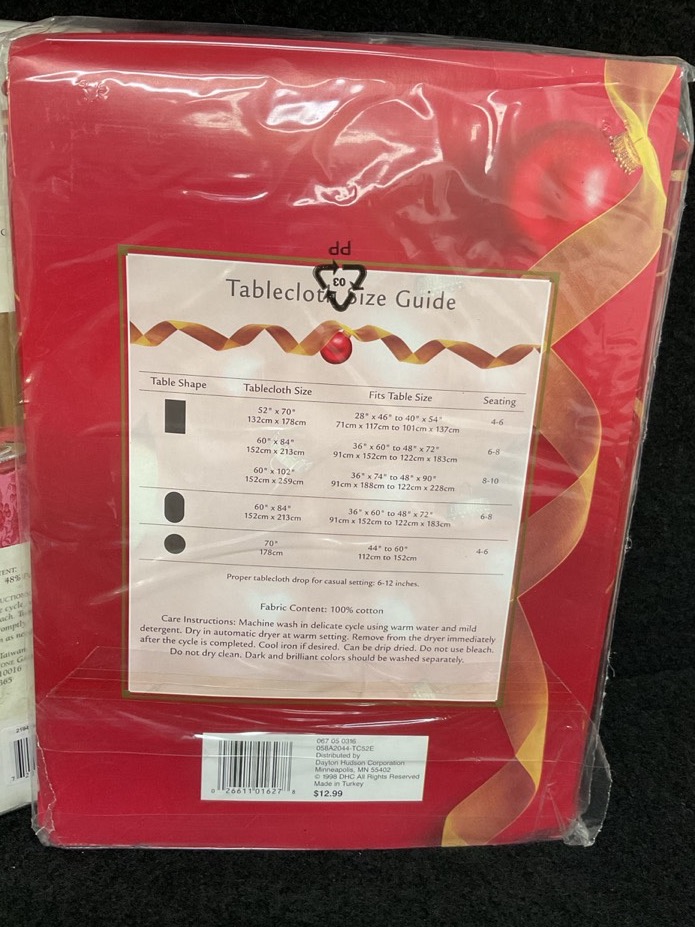 PP
03
Tablecloth Size Guide
Table Shape Tablecloth Size Fits Table Size Seating
52" x 70" 28" x 46" to 40" x 54" 4-6
132cm x 178cm 71cm x 117cm to 101cm x 137cm
60" x 84" 36" x 60" to 48" x 72" 6-8
152cm x 213cm 91cm x 152cm to 122cm x 183cm
60" x 102" 36" x 74" to 48" x 90" 8-10
152cm x 259cm 91cm x 188cm to 122cm x 228cm
60" x 84" 36" x 60" to 48" x 72" 6-8
152cm x 213cm 91cm x 152cm to 122cm x 183cm
70" 44" to 60" 4-6
178cm 112cm to 152cm
Proper tablecloth drop for casual setting: 6-12 inches.
Fabric Content: 100% cotton
Care Instructions: Machine wash in delicate cycle using warm water and mild
detergent. Dry in automatic dryer at warm setting. Remove from the dryer immediately
after the cycle is completed. Cool iron if desired. Can be drip dried. Do not use bleach.
Do not dry clean. Dark and brilliant colors should be washed separately.
067 05 0316
058A2044-TC52E
Distributed by
Dayton Hudson Corporation
Minneapolis, MN 55402
© 1998 DHC All Rights Reserved
Made in Turkey
$12.99
0 26611 01627 8
48%
cycle
Taiwan
10016